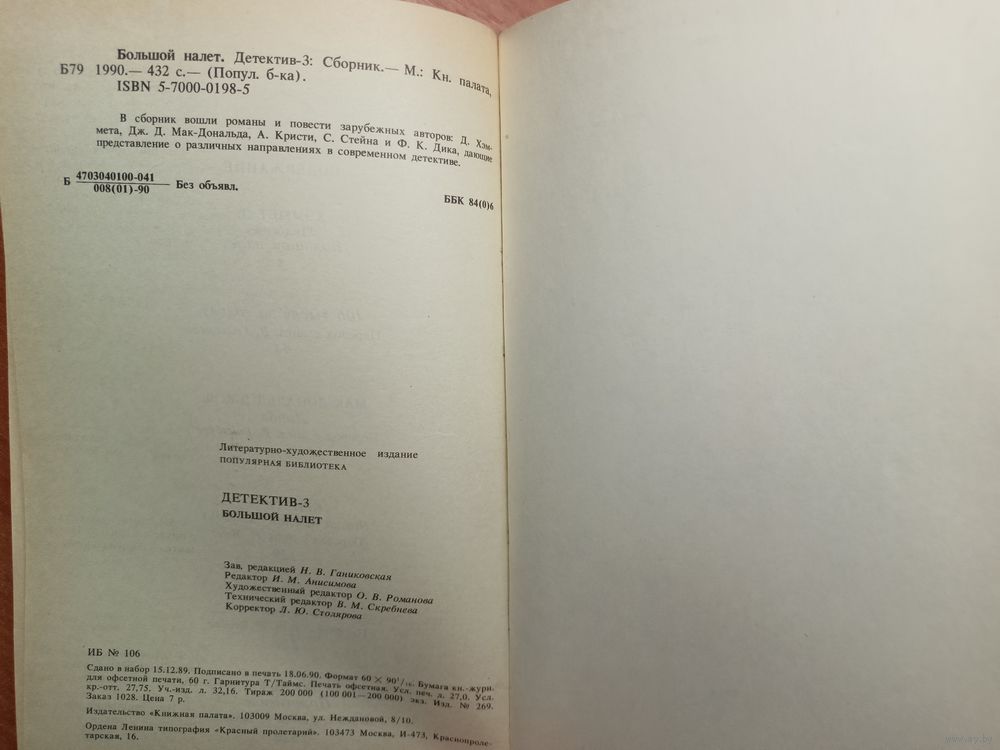 Большой налет. Детектив-3: Сборник.— М.: Кн. палата,
Б79 1990.— 432 с.— (Попул. б-ка).
ISBN 5-7000-0198-5
В сборник вошли романы и повести зарубежных авторов: Д. Хэм-
мета, Дж. Д. Мак-Дональда, А. Кристи, С. Стейна и Ф. К. Дика, дающие
представление о различных направлениях в современном детективе.
Б 4703040100-041
008(01)-90 Без объявл.
ББК 84(0)6
Литературно-художественное издание
ПОПУЛЯРНАЯ БИБЛИОТЕКА
ДЕТЕКТИВ-3
БОЛЬШОЙ НАЛЕТ
Зав. редакцией Н. В. Ганиковская
Редактор И. М. Анисимова
Художественный редактор О. В. Романова
Технический редактор В. М. Скребнева
Корректор Л. Ю. Столярова
ИБ № 106
Сдано в набор 15.12.89. Подписано в печать 18.06.90. Формат 60 × 90¹/₁₆. Бумага кн.-журн.
для офсетной печати, 60 г. Гарнитура Т/Таймс. Печать офсетная. Усл. печ. л. 27,0. Усл.
кр.-отт. 27,75. Уч.-изд. л. 32,16. Тираж 200 000 (100 001—200 000) экз. Изд. № 269.
Заказ 1028. Цена 7 р.
Издательство «Книжная палата». 103009 Москва, ул. Неждановой, 8/10.
Ордена Ленина типография «Красный пролетарий». 103473 Москва, И-473, Краснопроле-
тарская, 16.